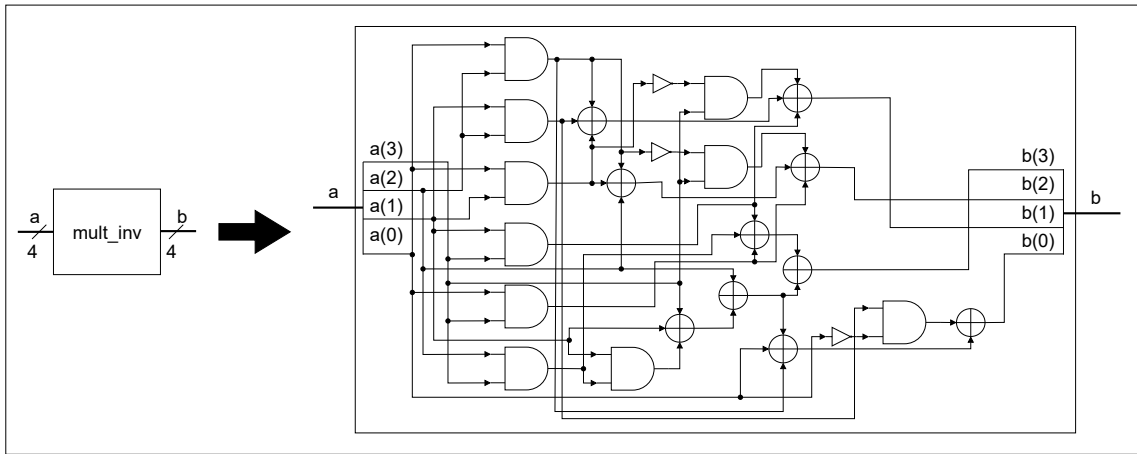 a
4
mult_inv
b
4
a
a(3)
a(2)
a(1)
a(0)
b(3)
b(2)
b(1)
b(0)
b